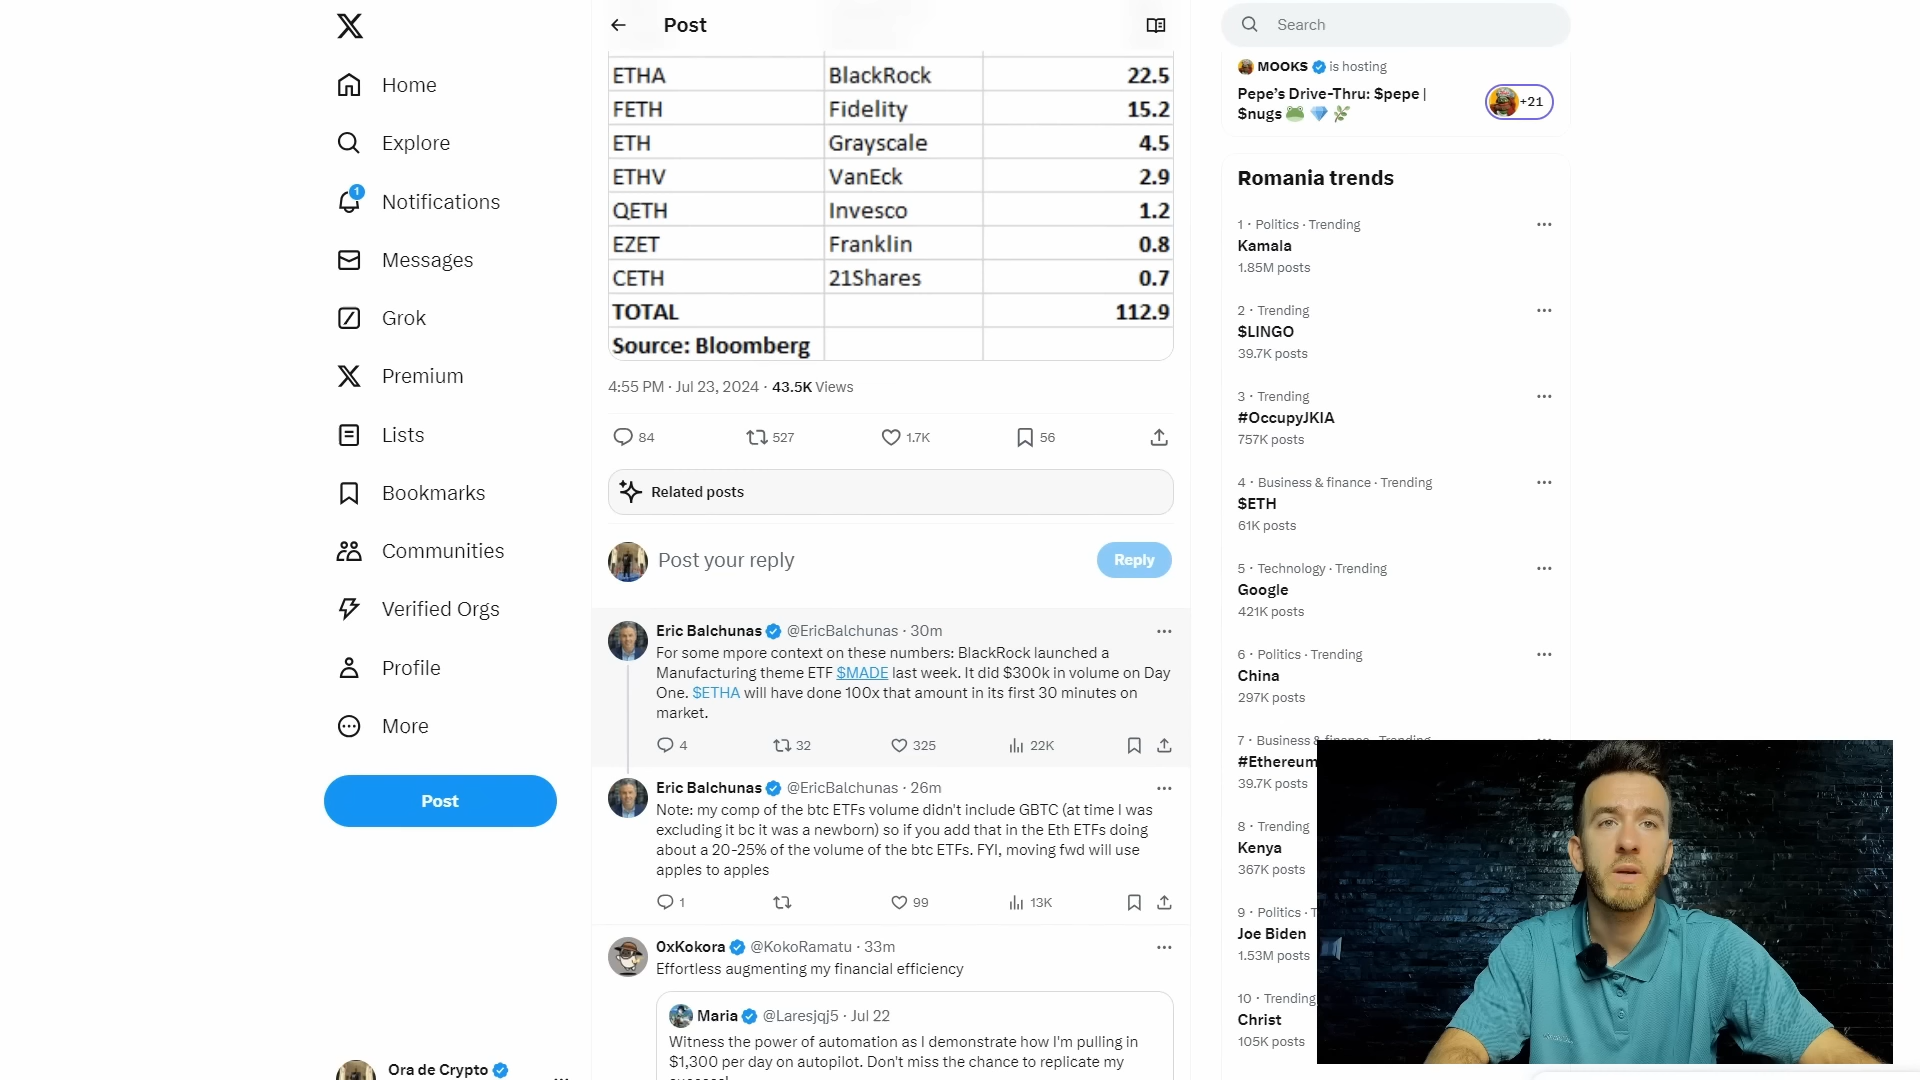 Home
Explore
1
Notifications
Messages
Grok
Premium
Lists
Bookmarks
Communities
Verified Orgs
Profile
More
Post
Ora de Crypto
Post
ETHA BlackRock 22.5
FETH Fidelity 15.2
ETH Grayscale 4.5
ETHV VanEck 2.9
QETH Invesco 1.2
EZET Franklin 0.8
CETH 21Shares 0.7
TOTAL 112.9
Source: Bloomberg
4:55 PM · Jul 23, 2024 · 43.5K Views
84 527 1.7K 56
Related posts
Post your reply
Reply
Eric Balchunas @EricBalchunas · 30m
For some mpore context on these numbers: BlackRock launched a
Manufacturing theme ETF $MADE last week. It did $300k in volume on Day
One. $ETHA will have done 100x that amount in its first 30 minutes on
market.
4 32 325 22K
Eric Balchunas @EricBalchunas · 26m
Note: my comp of the btc ETFs volume didn't include GBTC (at time I was
excluding it bc it was a newborn) so if you add that in the Eth ETFs doing
about a 20-25% of the volume of the btc ETFs. FYI, moving fwd will use
apples to apples
1 99 13K
0xKokora @KokoRamatu · 33m
Effortless augmenting my financial efficiency
Maria @Laresjqj5 · Jul 22
Witness the power of automation as I demonstrate how I'm pulling in
$1,300 per day on autopilot. Don't miss the chance to replicate my
Search
MOOKS is hosting
Pepe’s Drive-Thru: $pepe |
$nugs 🐸 💎 🌿
+21
Romania trends
1 · Politics · Trending
Kamala
1.85M posts
2 · Trending
$LINGO
39.7K posts
3 · Trending
#OccupyJKIA
757K posts
4 · Business & finance · Trending
$ETH
61K posts
5 · Technology · Trending
Google
421K posts
6 · Politics · Trending
China
297K posts
7 · Business & finance · Trending
#Ethereum
39.7K posts
8 · Trending
Kenya
367K posts
9 · Politics · T
Joe Biden
1.53M posts
10 · Trending
Christ
105K posts